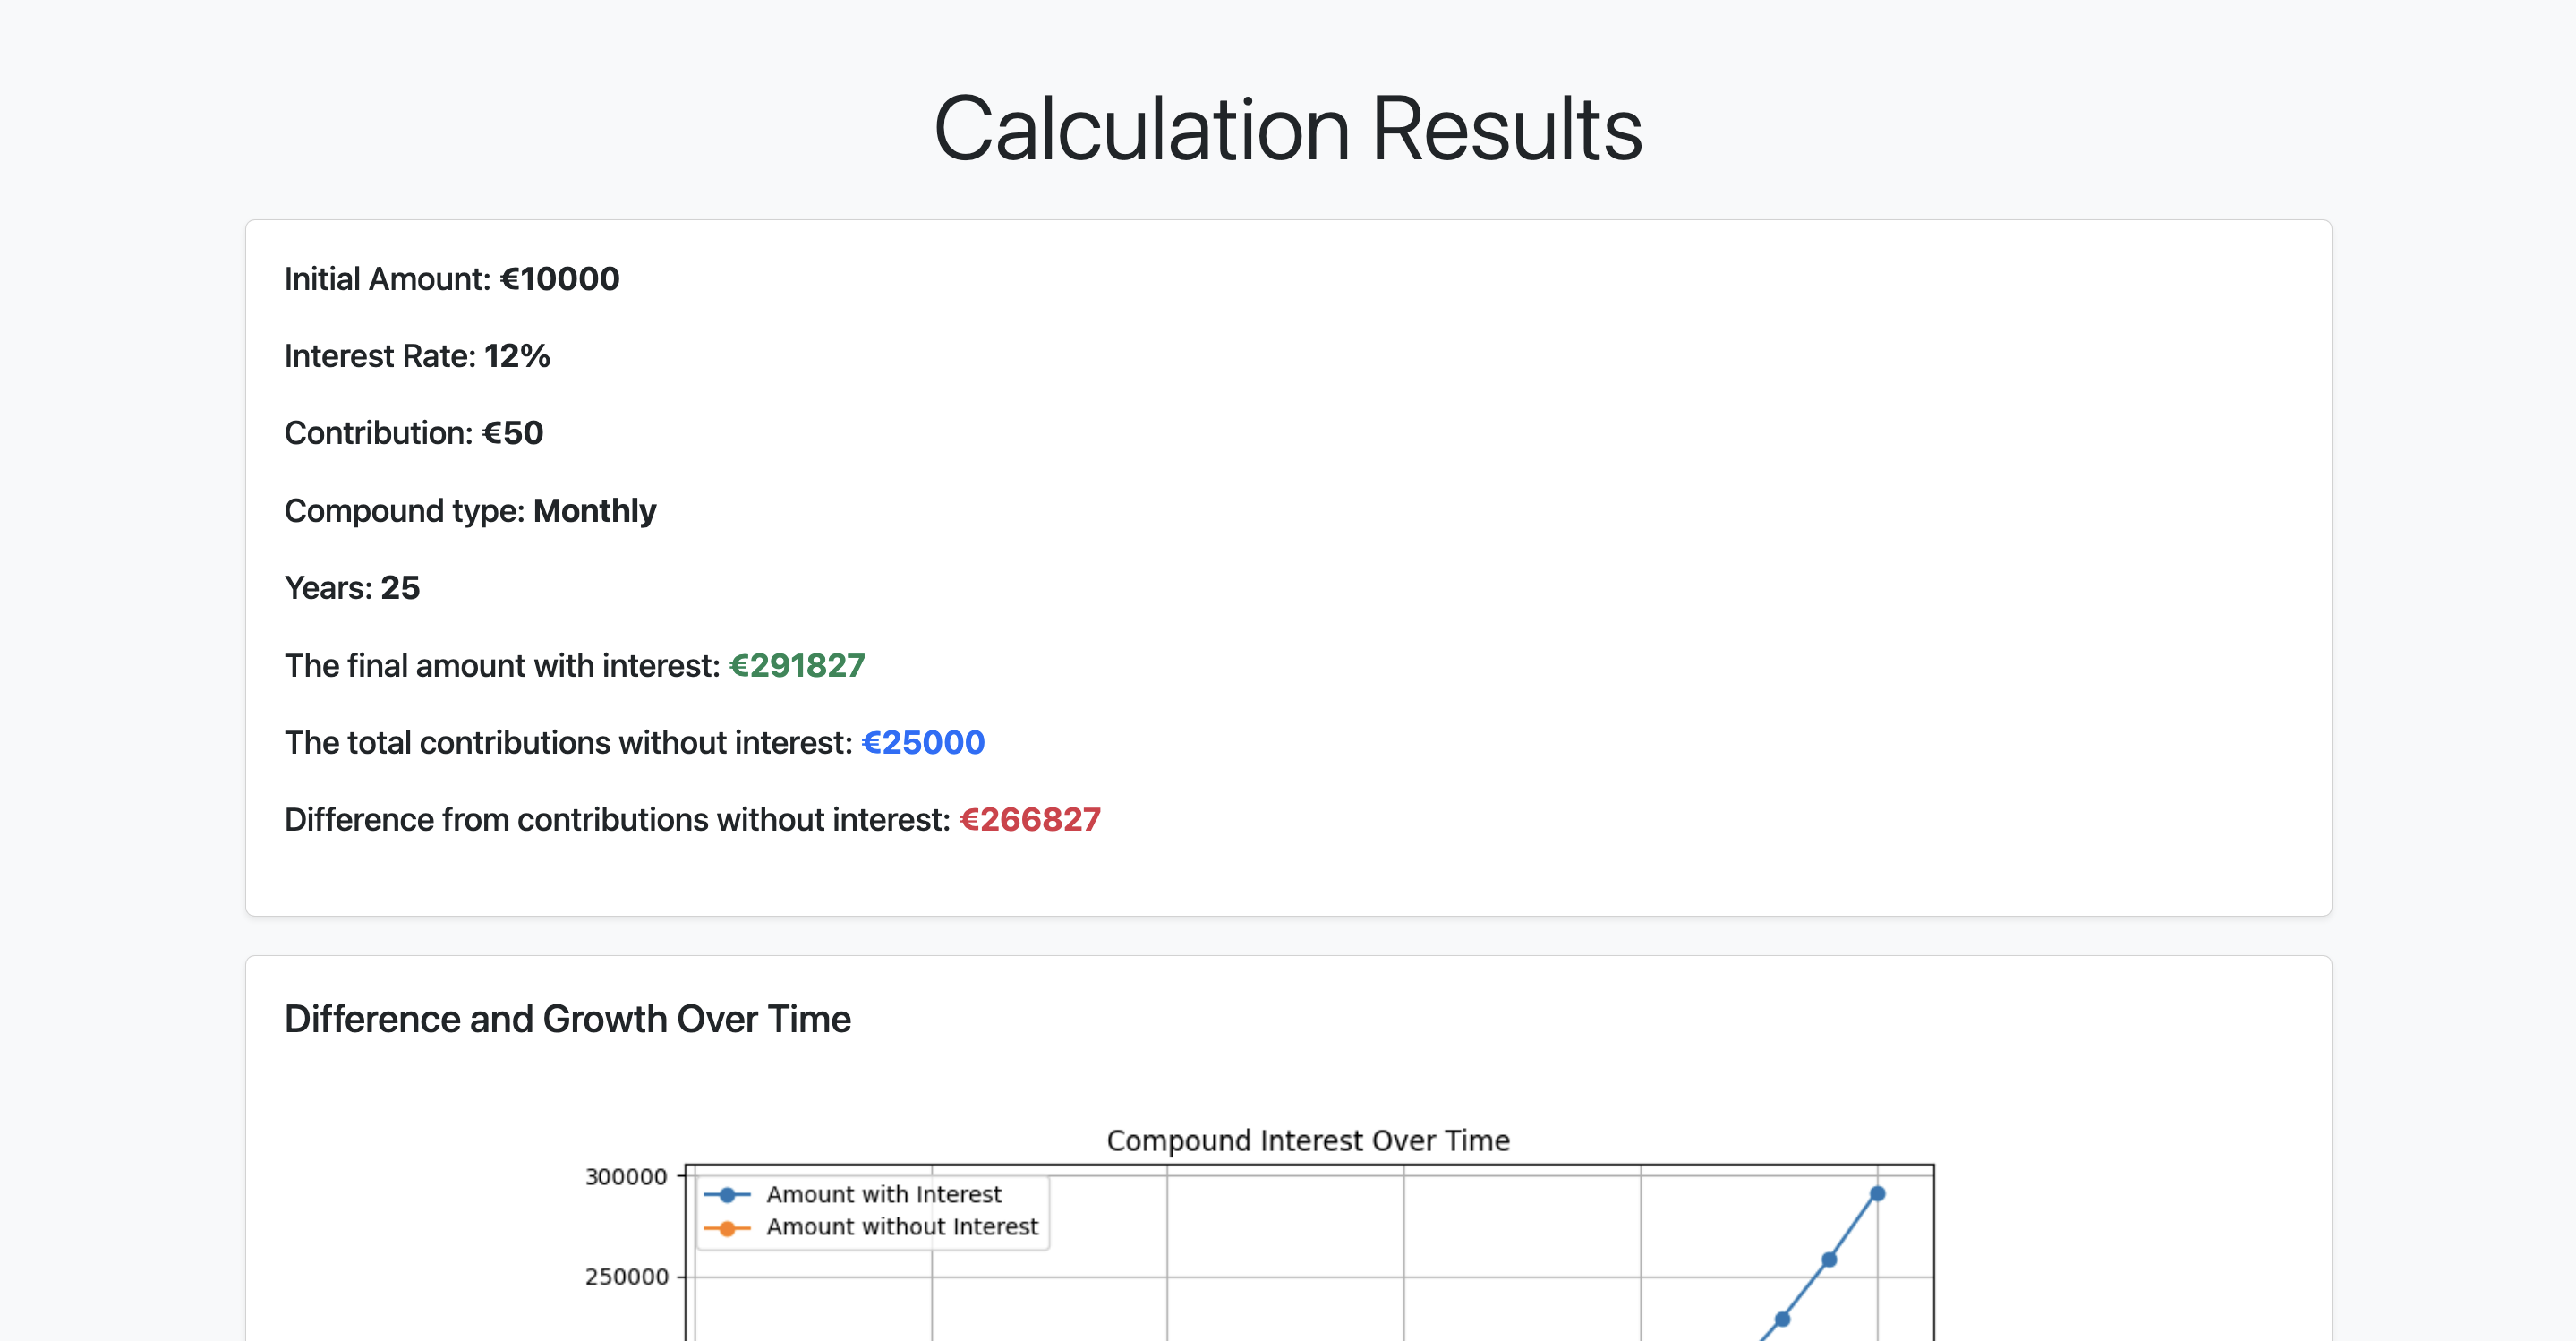 Calculation Results
Initial Amount: €10000
Interest Rate: 12%
Contribution: €50
Compound type: Monthly
Years: 25
The final amount with interest: €291827
The total contributions without interest: €25000
Difference from contributions without interest: €266827
Difference and Growth Over Time
Compound Interest Over Time
300000
Amount with Interest
Amount without Interest
250000